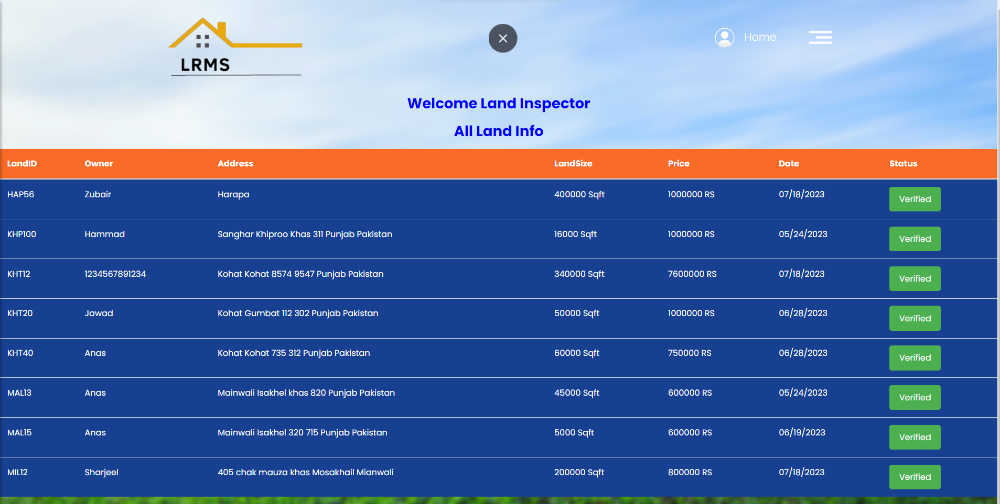 LRMS
Home
Welcome Land Inspector
All Land Info
LandID Owner Address LandSize Price Date Status
HAP56 Zubair Harapa 400000 Sqft 1000000 RS 07/18/2023 Verified
KHP100 Hammad Sanghar Khiproo Khas 311 Punjab Pakistan 16000 Sqft 1000000 RS 05/24/2023 Verified
KHT12 1234567891234 Kohat Kohat 8574 9547 Punjab Pakistan 340000 Sqft 7600000 RS 07/18/2023 Verified
KHT20 Jawad Kohat Gumbat 112 302 Punjab Pakistan 50000 Sqft 1000000 RS 06/28/2023 Verified
KHT40 Anas Kohat Kohat 735 312 Punjab Pakistan 60000 Sqft 750000 RS 06/28/2023 Verified
MAL13 Anas Mainwali Isakhel khas 820 Punjab Pakistan 45000 Sqft 600000 RS 05/24/2023 Verified
MAL15 Anas Mainwali Isakhel 320 715 Punjab Pakistan 5000 Sqft 600000 RS 06/19/2023 Verified
MIL12 Sharjeel 405 chak mauza khas Mosakhail Mianwali 200000 Sqft 800000 RS 07/18/2023 Verified